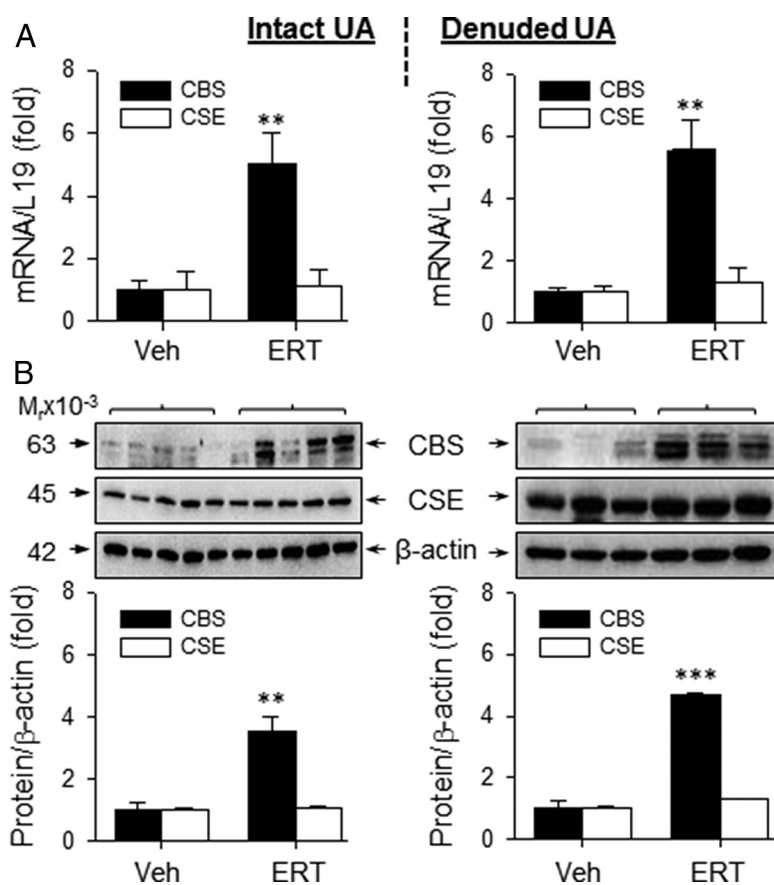 A
Intact UA
Denuded UA
mRNA/L19 (fold)
8
6
4
2
0
CBS
CSE
**
Veh
ERT
mRNA/L19 (fold)
8
6
4
2
0
CBS
CSE
**
Veh
ERT
B
Mrx10-3
63
CBS
45
CSE
42
β-actin
Protein/β-actin (fold)
8
6
4
2
0
CBS
CSE
**
Veh
ERT
Protein/β-actin (fold)
8
6
4
2
0
CBS
CSE
***
Veh
ERT